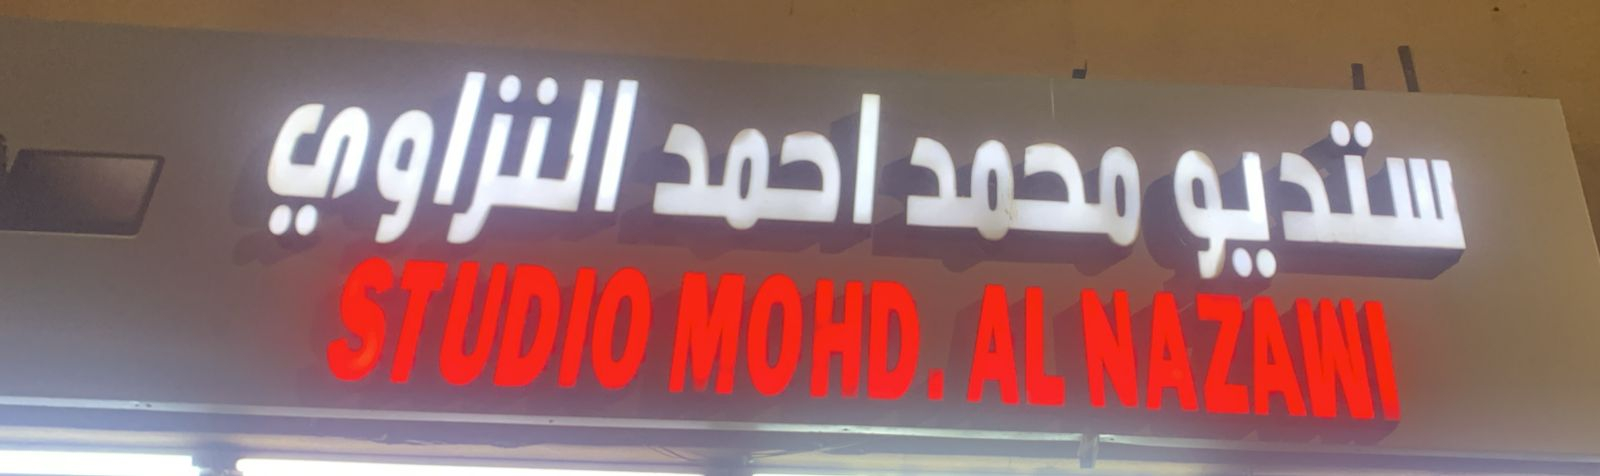 ستديو محمد احمد النزاوي
STUDIO MOHD. AL NAZAWI